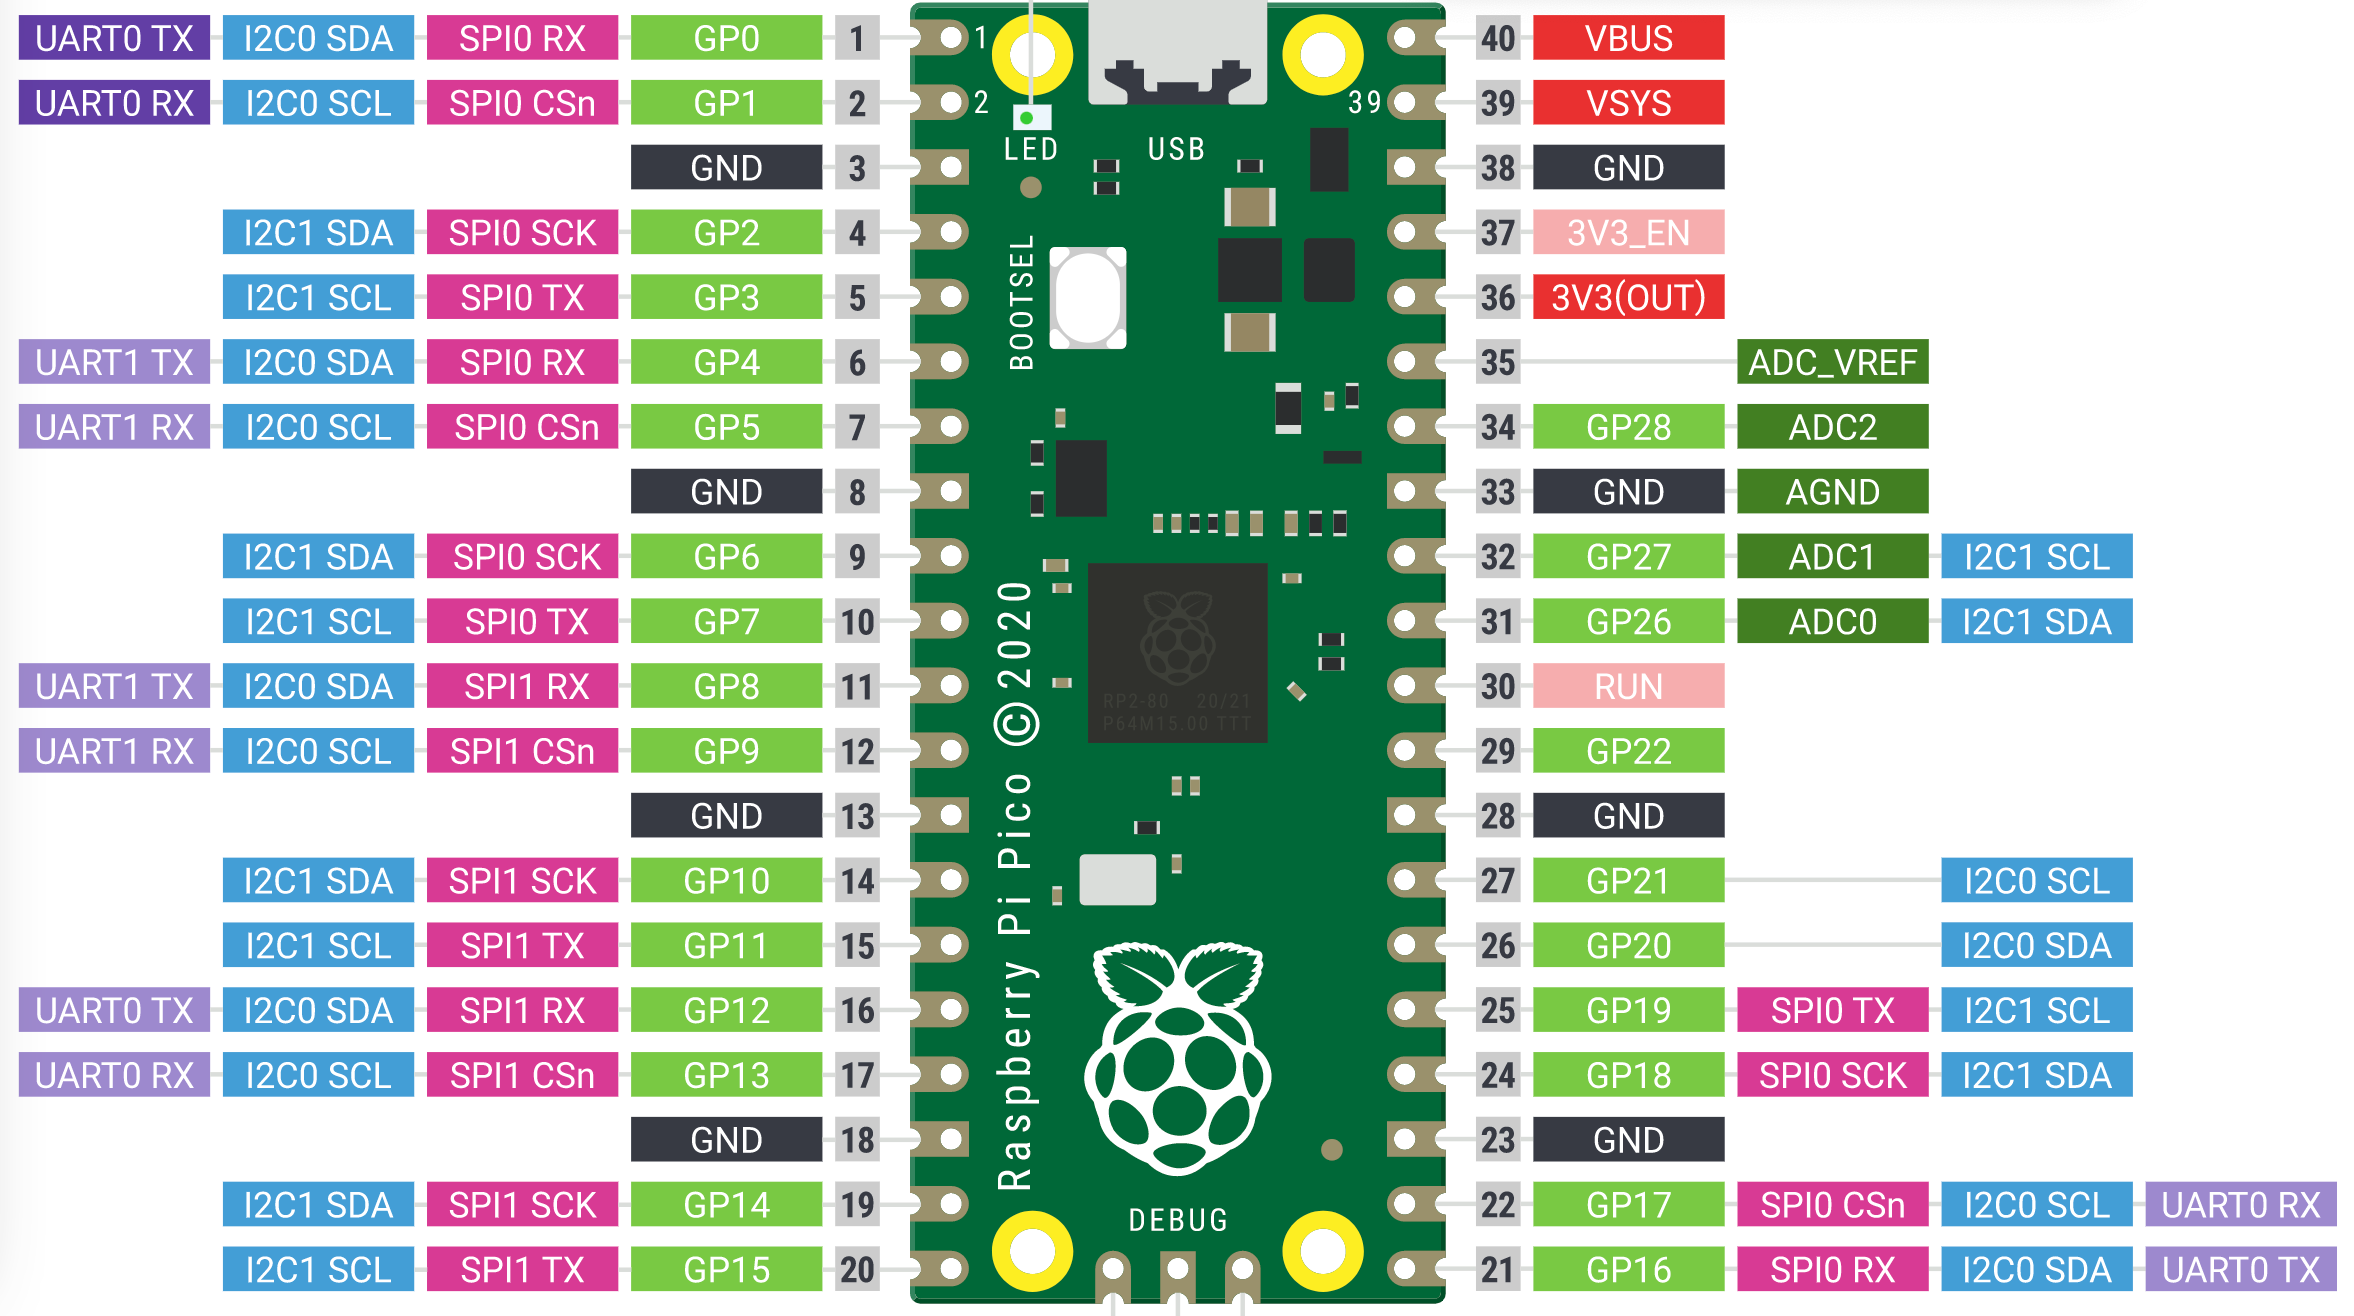 UART0 TX I2C0 SDA SPI0 RX GP0 1 1 40 VBUS
UART0 RX I2C0 SCL SPI0 CSn GP1 2 2 39 39 VSYS
LED USB
GND 3 38 GND
I2C1 SDA SPI0 SCK GP2 4 37 3V3_EN
I2C1 SCL SPI0 TX GP3 5 BOOTSEL 36 3V3(OUT)
UART1 TX I2C0 SDA SPI0 RX GP4 6 35 ADC_VREF
UART1 RX I2C0 SCL SPI0 CSn GP5 7 34 GP28 ADC2
GND 8 33 GND AGND
I2C1 SDA SPI0 SCK GP6 9 32 GP27 ADC1 I2C1 SCL
I2C1 SCL SPI0 TX GP7 10 31 GP26 ADC0 I2C1 SDA
UART1 TX I2C0 SDA SPI1 RX GP8 11 30 RUN
RP2-80 20/21
P64M15.00 TTT
UART1 RX I2C0 SCL SPI1 CSn GP9 12 29 GP22
GND 13 28 GND
I2C1 SDA SPI1 SCK GP10 14 27 GP21 I2C0 SCL
Raspberry Pi Pico ©2020
I2C1 SCL SPI1 TX GP11 15 26 GP20 I2C0 SDA
UART0 TX I2C0 SDA SPI1 RX GP12 16 25 GP19 SPI0 TX I2C1 SCL
UART0 RX I2C0 SCL SPI1 CSn GP13 17 24 GP18 SPI0 SCK I2C1 SDA
GND 18 23 GND
I2C1 SDA SPI1 SCK GP14 19 22 GP17 SPI0 CSn I2C0 SCL UART0 RX
DEBUG
I2C1 SCL SPI1 TX GP15 20 21 GP16 SPI0 RX I2C0 SDA UART0 TX